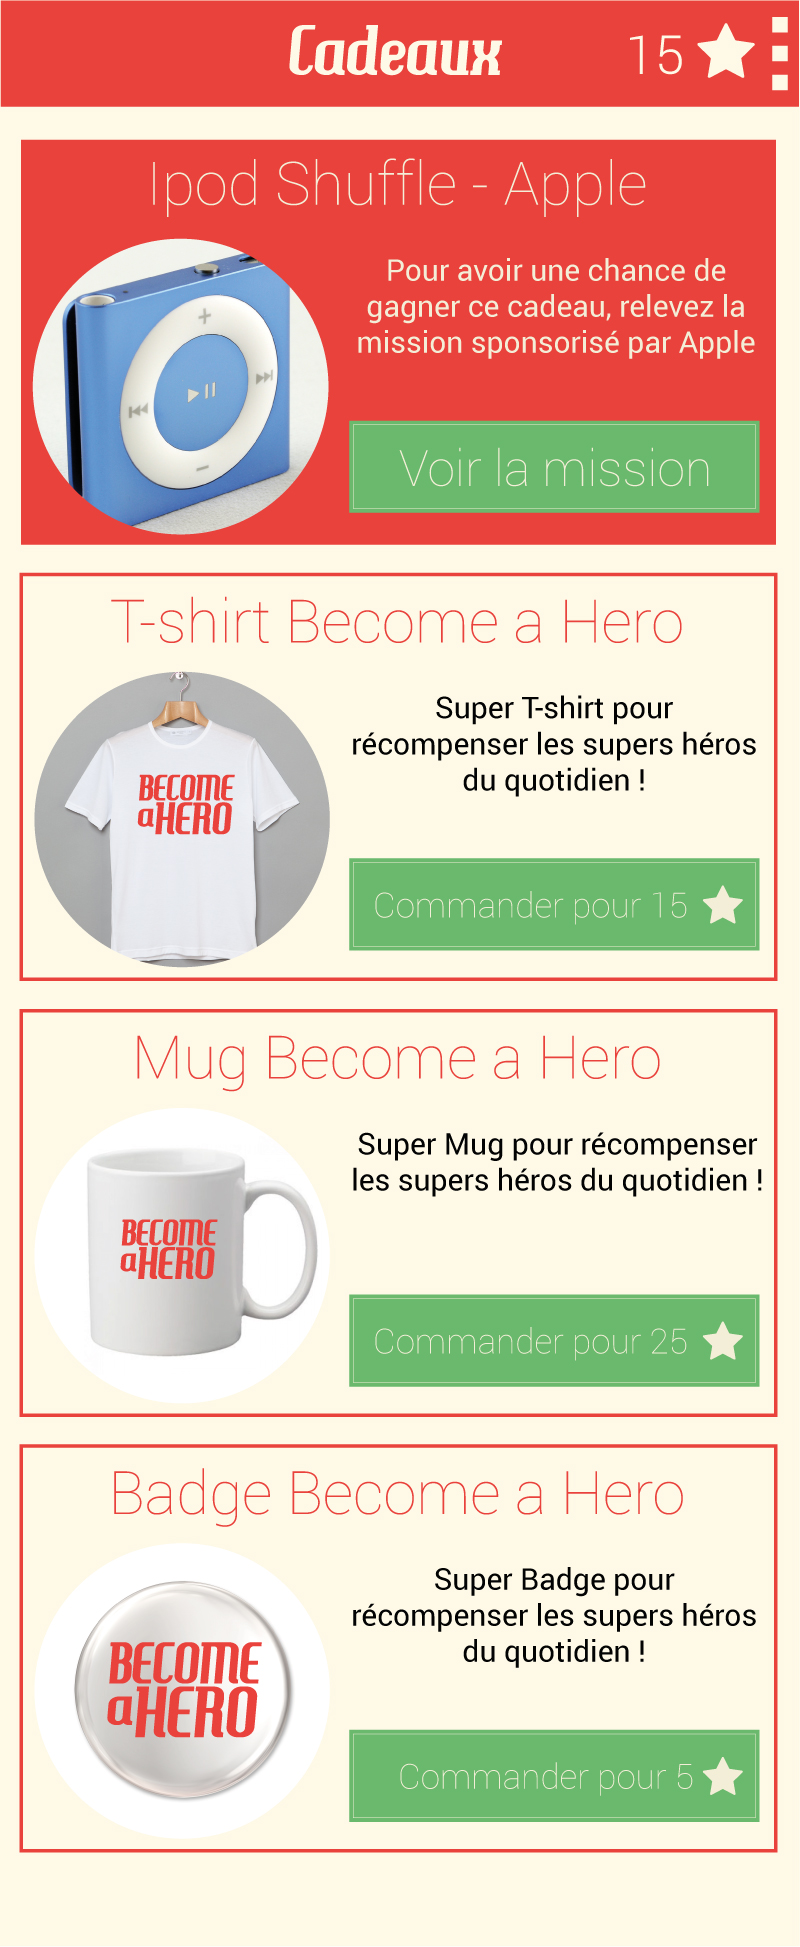 Cadeaux
15
Ipod Shuffle - Apple
Pour avoir une chance de
gagner ce cadeau, relevez la
mission sponsorisé par Apple
Voir la mission
T-shirt Become a Hero
BECOME
aHERO
Super T-shirt pour
récompenser les supers héros
du quotidien !
Commander pour 15
Mug Become a Hero
BECOME
aHERO
Super Mug pour récompenser
les supers héros du quotidien !
Commander pour 25
Badge Become a Hero
BECOME
aHERO
Super Badge pour
récompenser les supers héros
du quotidien !
Commander pour 5